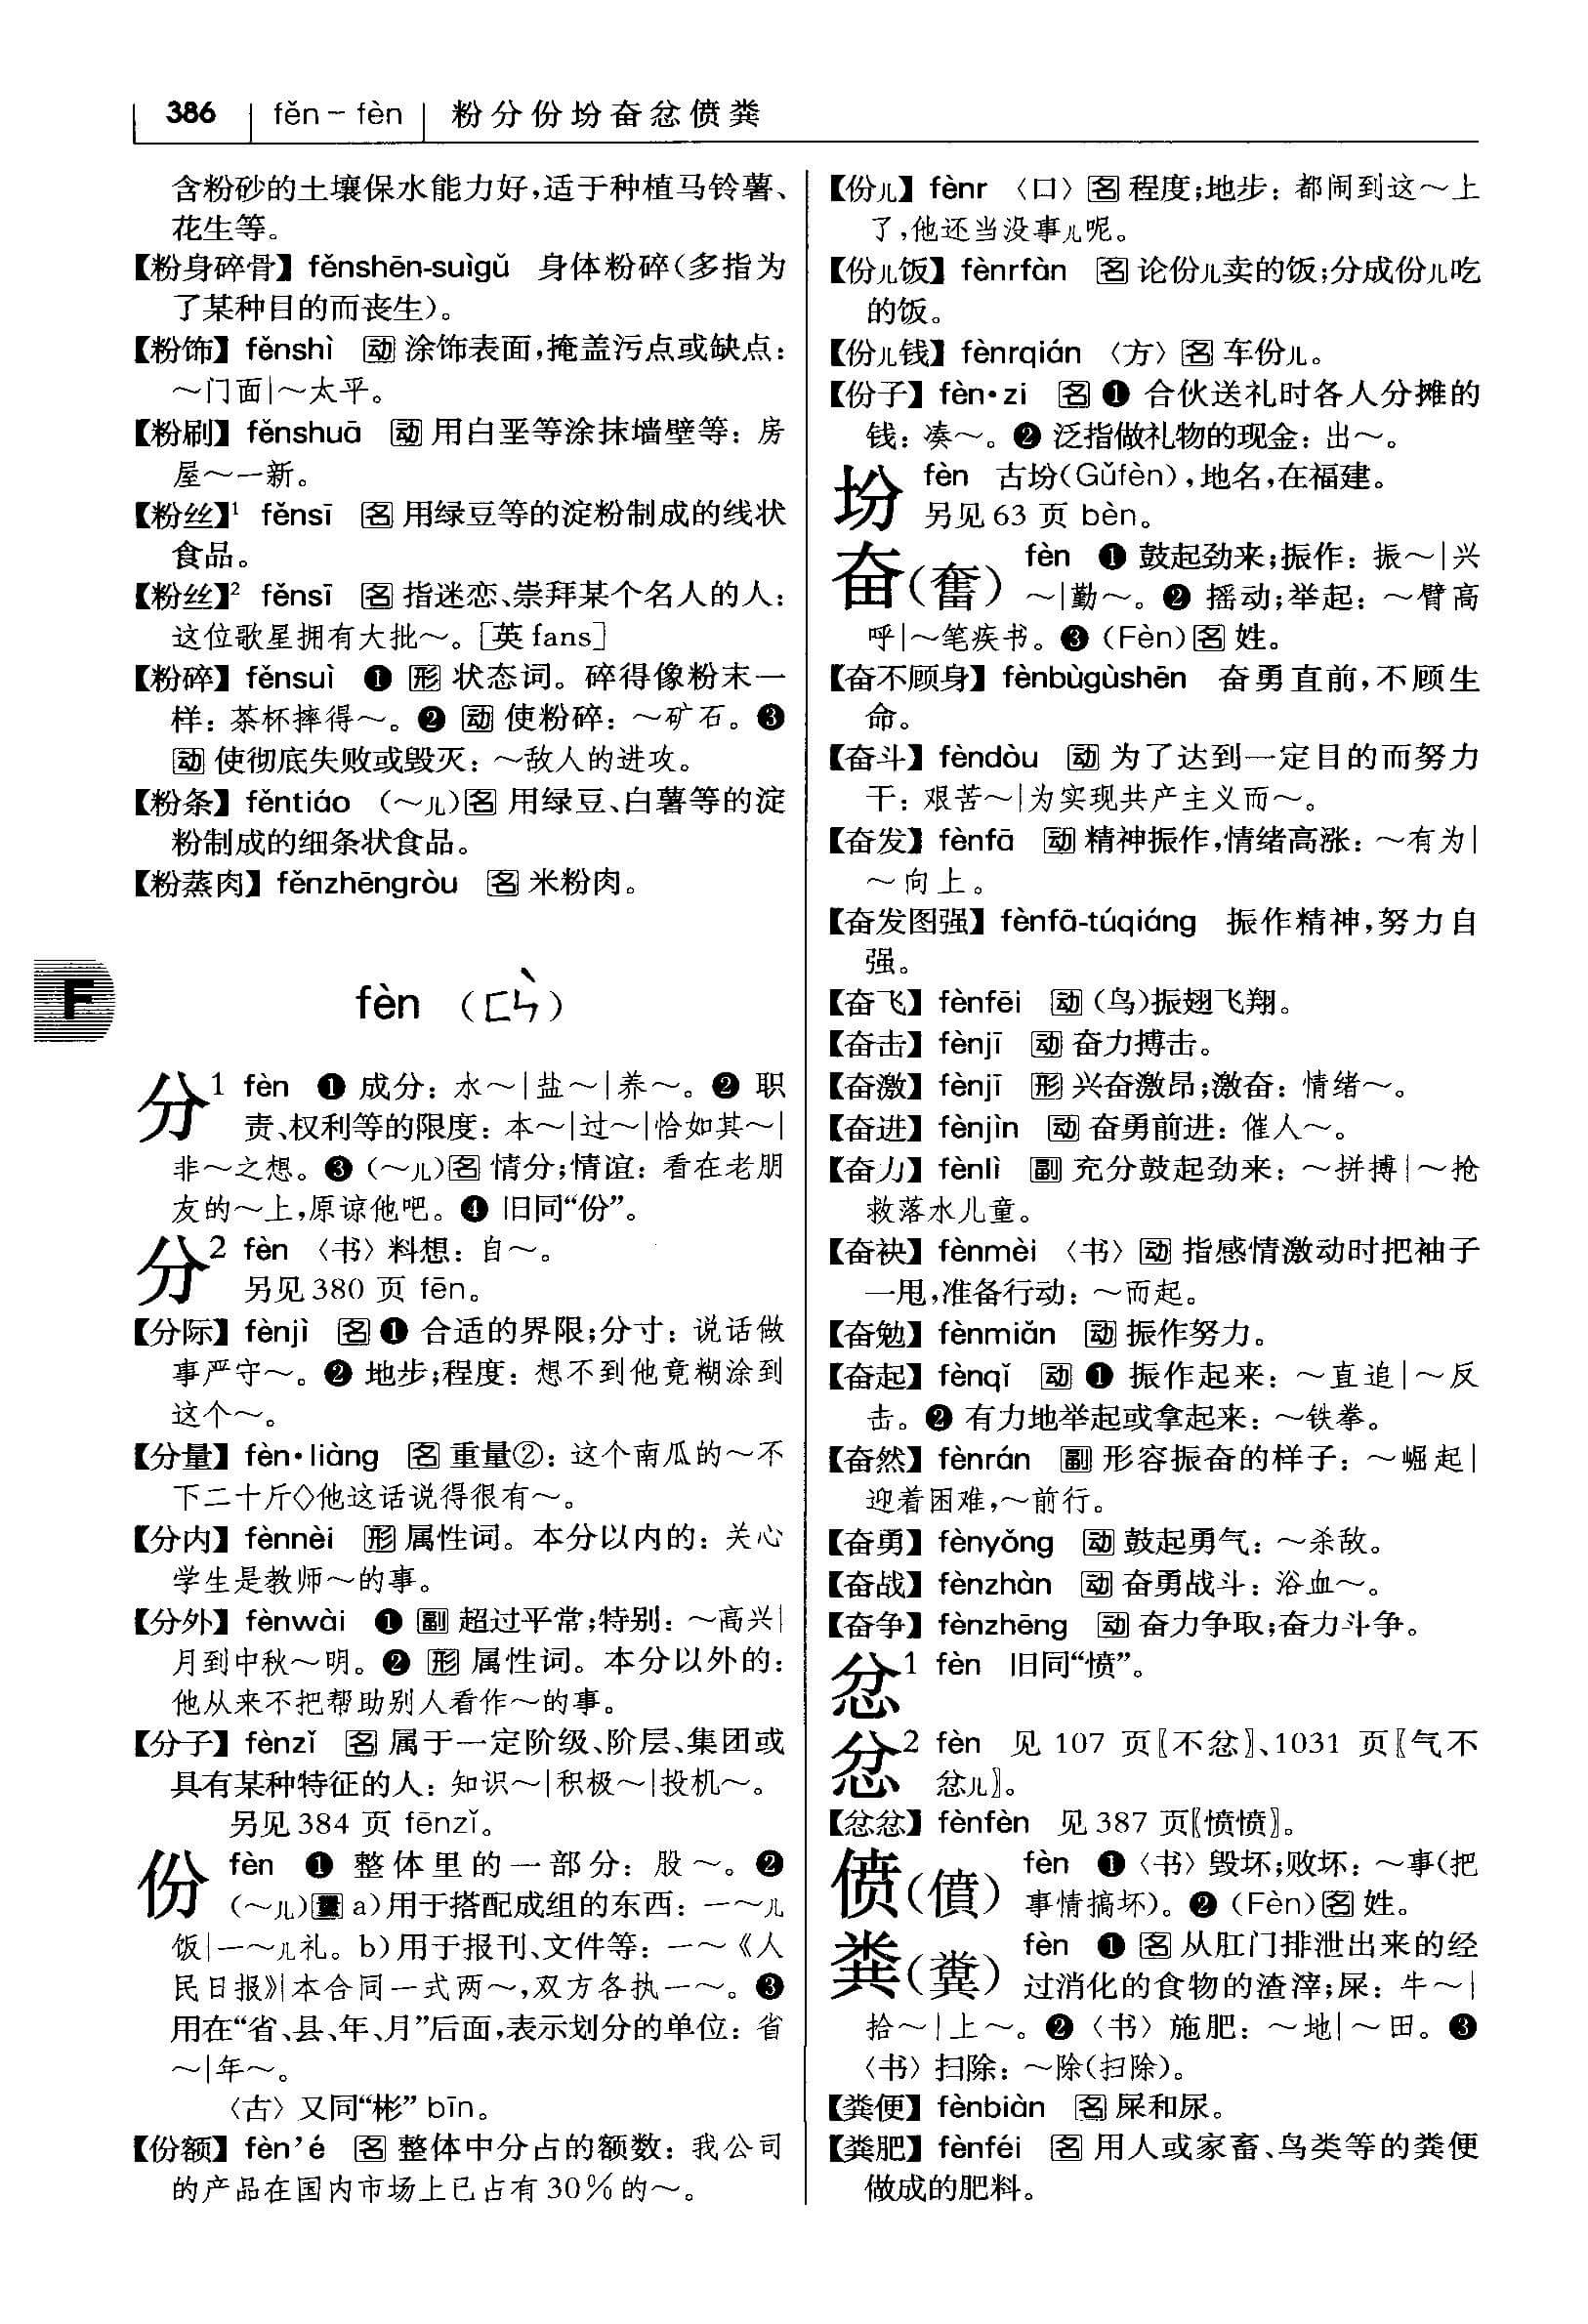 386 fěn－fèn 粉分份坋奋忿偾粪
含粉砂的土壤保水能力好,适于种植马铃薯、
花生等。
【粉身碎骨】 fěnshēn-suìgǔ 身体粉碎(多指为
了某种目的而丧生)。
【粉饰】 fěnshì 动 涂饰表面,掩盖污点或缺点：
～门面|～太平。
【粉刷】 fěnshuā 动 用白垩等涂抹墙壁等：房
屋～一新。
【粉丝】¹ fěnsī 名 用绿豆等的淀粉制成的线状
食品。
【粉丝】² fěnsī 名 指迷恋、崇拜某个名人的人：
这位歌星拥有大批～。[英 fans]
【粉碎】 fěnsuì ❶ 形 状态词。碎得像粉末一
样：茶杯摔得～。❷ 动 使粉碎：～矿石。❸
动 使彻底失败或毁灭：～敌人的进攻。
【粉条】 fěntiáo (～儿)名 用绿豆、白薯等的淀
粉制成的细条状食品。
【粉蒸肉】 fěnzhēngròu 名 米粉肉。
F
fèn (ㄈㄣˋ)
分¹ fèn ❶ 成分：水～|盐～|养～。❷ 职
责、权利等的限度：本～|过～|恰如其～|
非～之想。❸ (～儿)名 情分;情谊：看在老朋
友的～上,原谅他吧。❹ 旧同“份”。
分² fèn 〈书〉料想：自～。
另见 380 页 fēn。
【分际】 fènjì 名 ❶ 合适的界限;分寸：说话做
事严守～。❷ 地步;程度：想不到他竟糊涂到
这个～。
【分量】 fèn•liàng 名 重量②：这个南瓜的～不
下二十斤◇他这话说得很有～。
【分内】 fènnèi 形 属性词。本分以内的：关心
学生是教师～的事。
【分外】 fènwài ❶ 副 超过平常;特别：～高兴|
月到中秋～明。❷ 形 属性词。本分以外的：
他从来不把帮助别人看作～的事。
【分子】 fènzǐ 名 属于一定阶级、阶层、集团或
具有某种特征的人：知识～|积极～|投机～。
另见 384 页 fēnzǐ。
份 fèn ❶ 整体里的一部分：股～。❷
(～儿)量 a)用于搭配成组的东西：一～儿
饭|一～儿礼。b)用于报刊、文件等：一～《人
民日报》|本合同一式两～,双方各执一～。❸
用在“省、县、年、月”后面,表示划分的单位：省
～|年～。
〈古〉又同“彬” bīn。
【份额】 fèn'é 名 整体中分占的额数：我公司
的产品在国内市场上已占有 30％的～。
【份儿】 fènr 〈口〉名 程度;地步：都闹到这～上
了,他还当没事儿呢。
【份儿饭】 fènrfàn 名 论份儿卖的饭;分成份儿吃
的饭。
【份儿钱】 fènrqián 〈方〉名 车份儿。
【份子】 fèn•zi 名 ❶ 合伙送礼时各人分摊的
钱：凑～。❷ 泛指做礼物的现金：出～。
坋 fèn 古坋(Gǔfèn),地名,在福建。
另见 63 页 bèn。
奋(奮) fèn ❶ 鼓起劲来;振作：振～|兴
～|勤～。❷ 摇动;举起：～臂高
呼|～笔疾书。❸ (Fèn)名 姓。
【奋不顾身】 fènbùgùshēn 奋勇直前,不顾生
命。
【奋斗】 fèndòu 动 为了达到一定目的而努力
干：艰苦～|为实现共产主义而～。
【奋发】 fènfā 动 精神振作,情绪高涨：～有为|
～向上。
【奋发图强】 fènfā-túqiáng 振作精神,努力自
强。
【奋飞】 fènfēi 动 (鸟)振翅飞翔。
【奋击】 fènjī 动 奋力搏击。
【奋激】 fènjī 形 兴奋激昂;激奋：情绪～。
【奋进】 fènjìn 动 奋勇前进：催人～。
【奋力】 fènlì 副 充分鼓起劲来：～拼搏|～抢
救落水儿童。
【奋袂】 fènmèi 〈书〉动 指感情激动时把袖子
一甩,准备行动：～而起。
【奋勉】 fènmiǎn 动 振作努力。
【奋起】 fènqǐ 动 ❶ 振作起来：～直追|～反
击。❷ 有力地举起或拿起来：～铁拳。
【奋然】 fènrán 副 形容振奋的样子：～崛起|
迎着困难,～前行。
【奋勇】 fènyǒng 动 鼓起勇气：～杀敌。
【奋战】 fènzhàn 动 奋勇战斗：浴血～。
【奋争】 fènzhēng 动 奋力争取;奋力斗争。
忿¹ fèn 旧同“愤”。
忿² fèn 见 107 页〖不忿〗、1031 页〖气不
忿儿〗。
【忿忿】 fènfèn 见 387 页〖愤愤〗。
偾(僨) fèn ❶〈书〉毁坏;败坏：～事(把
事情搞坏)。❷ (Fèn)名 姓。
粪(糞) fèn ❶ 名 从肛门排泄出来的经
过消化的食物的渣滓;屎：牛～|
拾～|上～。❷〈书〉施肥：～地|～田。❸
〈书〉扫除：～除(扫除)。
【粪便】 fènbiàn 名 屎和尿。
【粪肥】 fènféi 名 用人或家畜、鸟类等的粪便
做成的肥料。